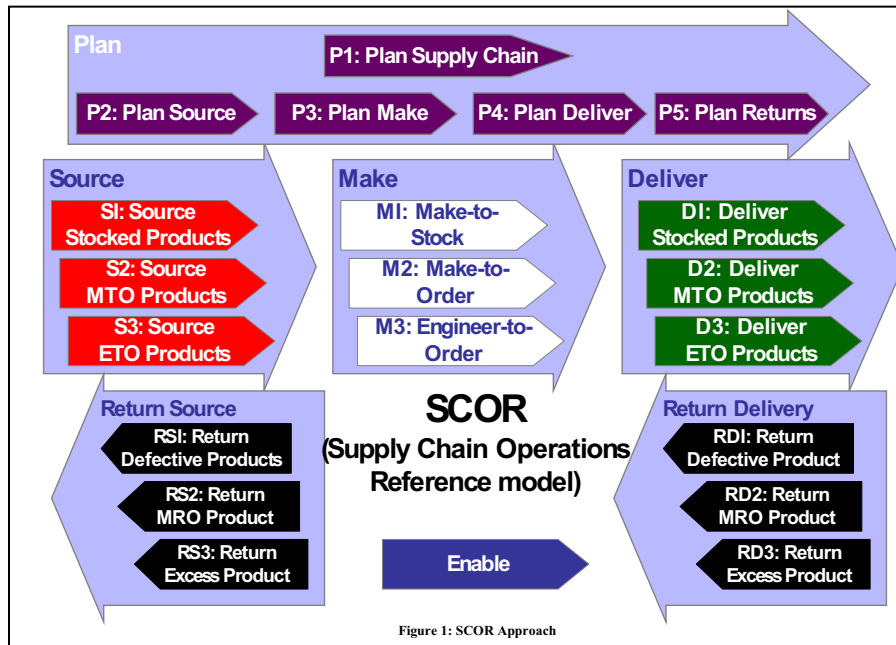 Plan
P1: Plan Supply Chain
P2: Plan Source
P3: Plan Make
P4: Plan Deliver
P5: Plan Returns
Source
SI: Source
Stocked Products
S2: Source
MTO Products
S3: Source
ETO Products
Make
MI: Make-to-
Stock
M2: Make-to-
Order
M3: Engineer-to-
Order
Deliver
DI: Deliver
Stocked Products
D2: Deliver
MTO Products
D3: Deliver
ETO Products
Return Source
RSI: Return
Defective Products
RS2: Return
MRO Product
RS3: Return
Excess Product
SCOR
(Supply Chain Operations
Reference model)
Enable
Return Delivery
RDI: Return
Defective Product
RD2: Return
MRO Product
RD3: Return
Excess Product
Figure 1: SCOR Approach